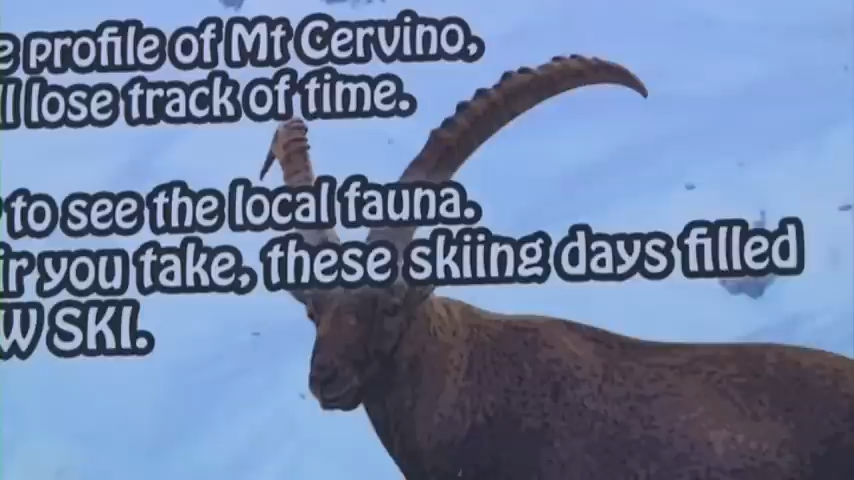 profile of Mt Cervino,
lose track of time.
to see the local fauna.
you take, these skiing days filled
SKI.